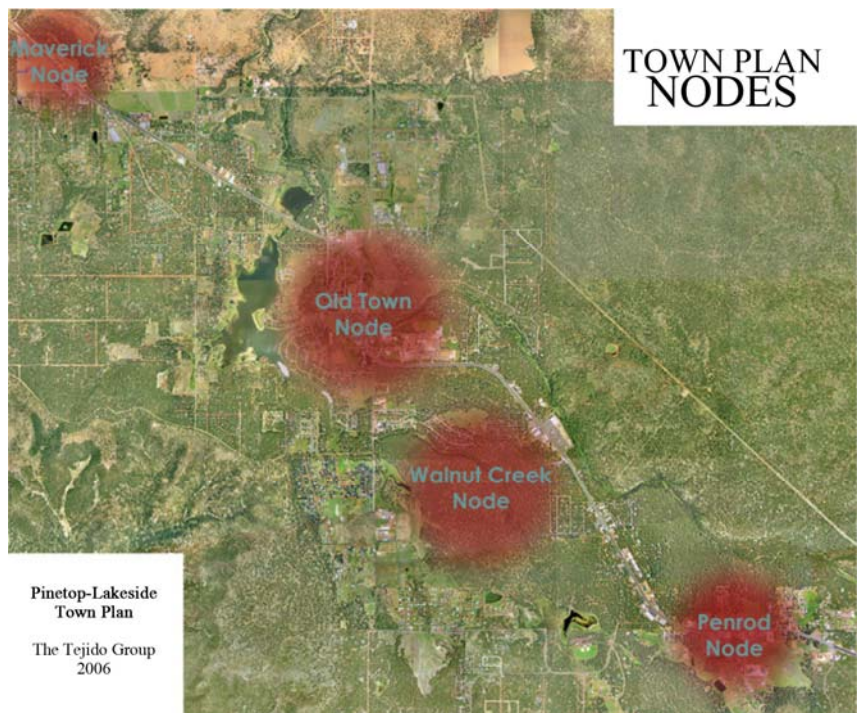 Maverick
Node
TOWN PLAN
NODES
Old Town
Node
Walnut Creek
Node
Pinetop-Lakeside
Town Plan
The Tejido Group
2006
Penrod
Node